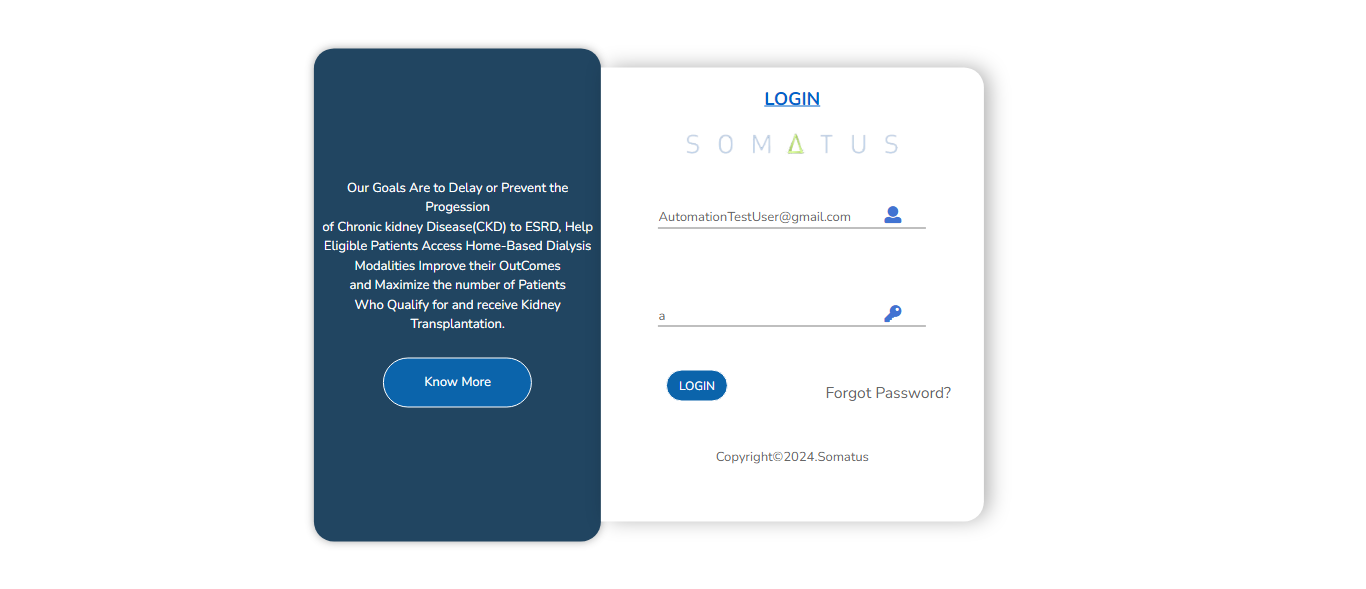 Our Goals Are to Delay or Prevent the
Progession
of Chronic kidney Disease(CKD) to ESRD, Help
Eligible Patients Access Home-Based Dialysis
Modalities Improve their OutComes
and Maximize the number of Patients
Who Qualify for and receive Kidney
Transplantation.
Know More
LOGIN
SOMATUS
AutomationTestUser@gmail.com
a
LOGIN
Forgot Password?
Copyright©2024.Somatus